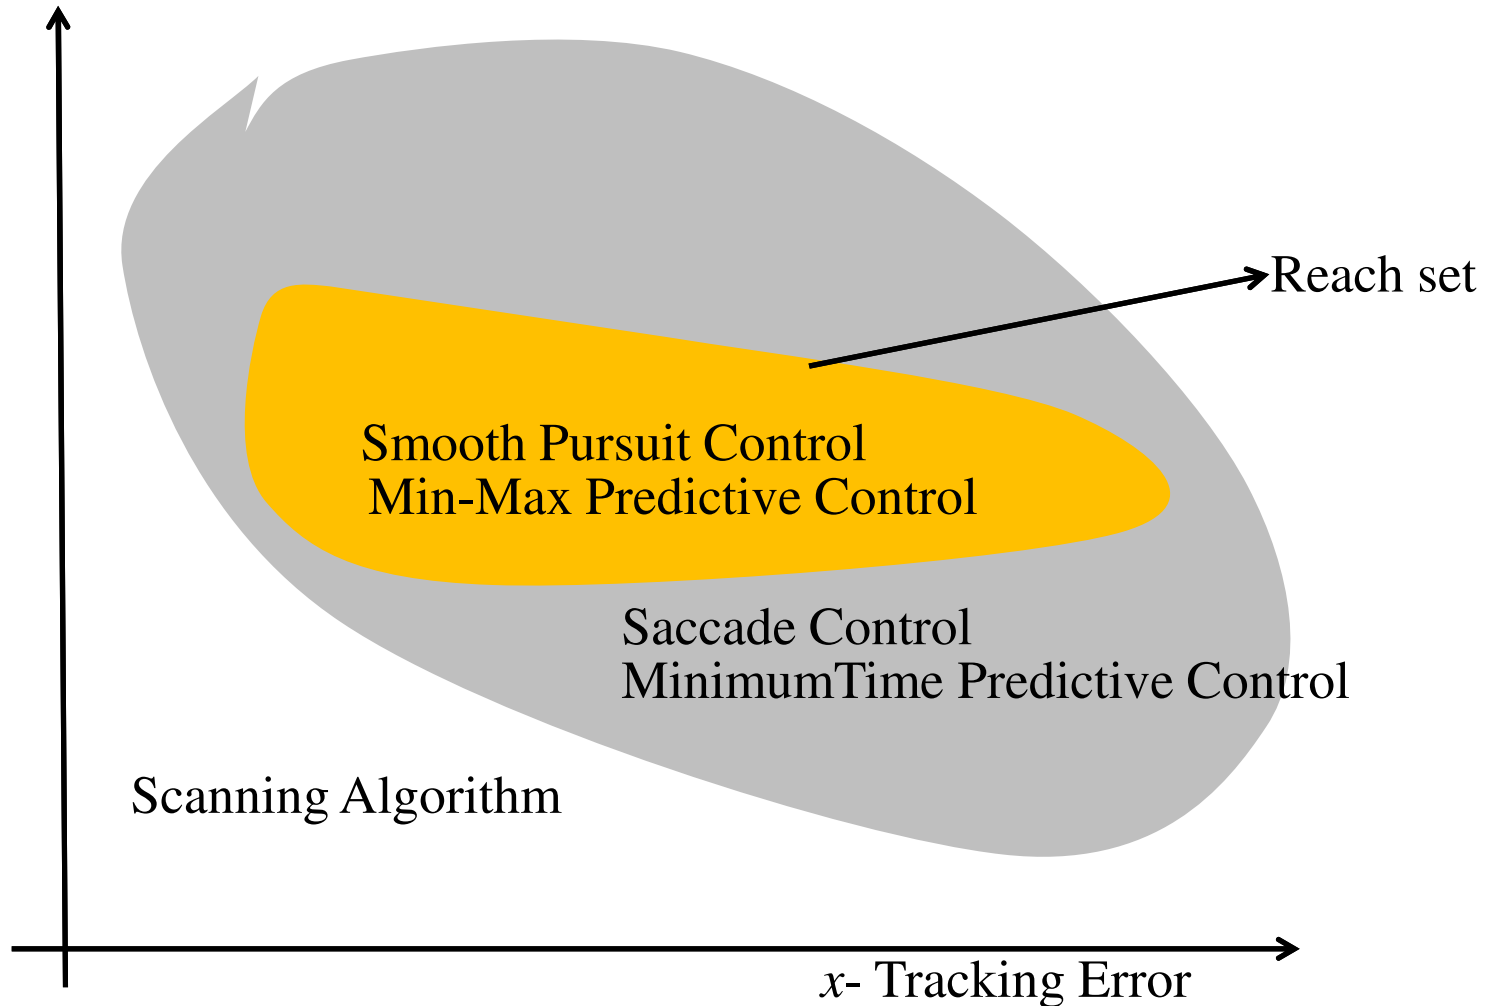 Reach set
Smooth Pursuit Control
Min-Max Predictive Control
Saccade Control
MinimumTime Predictive Control
Scanning Algorithm
x- Tracking Error